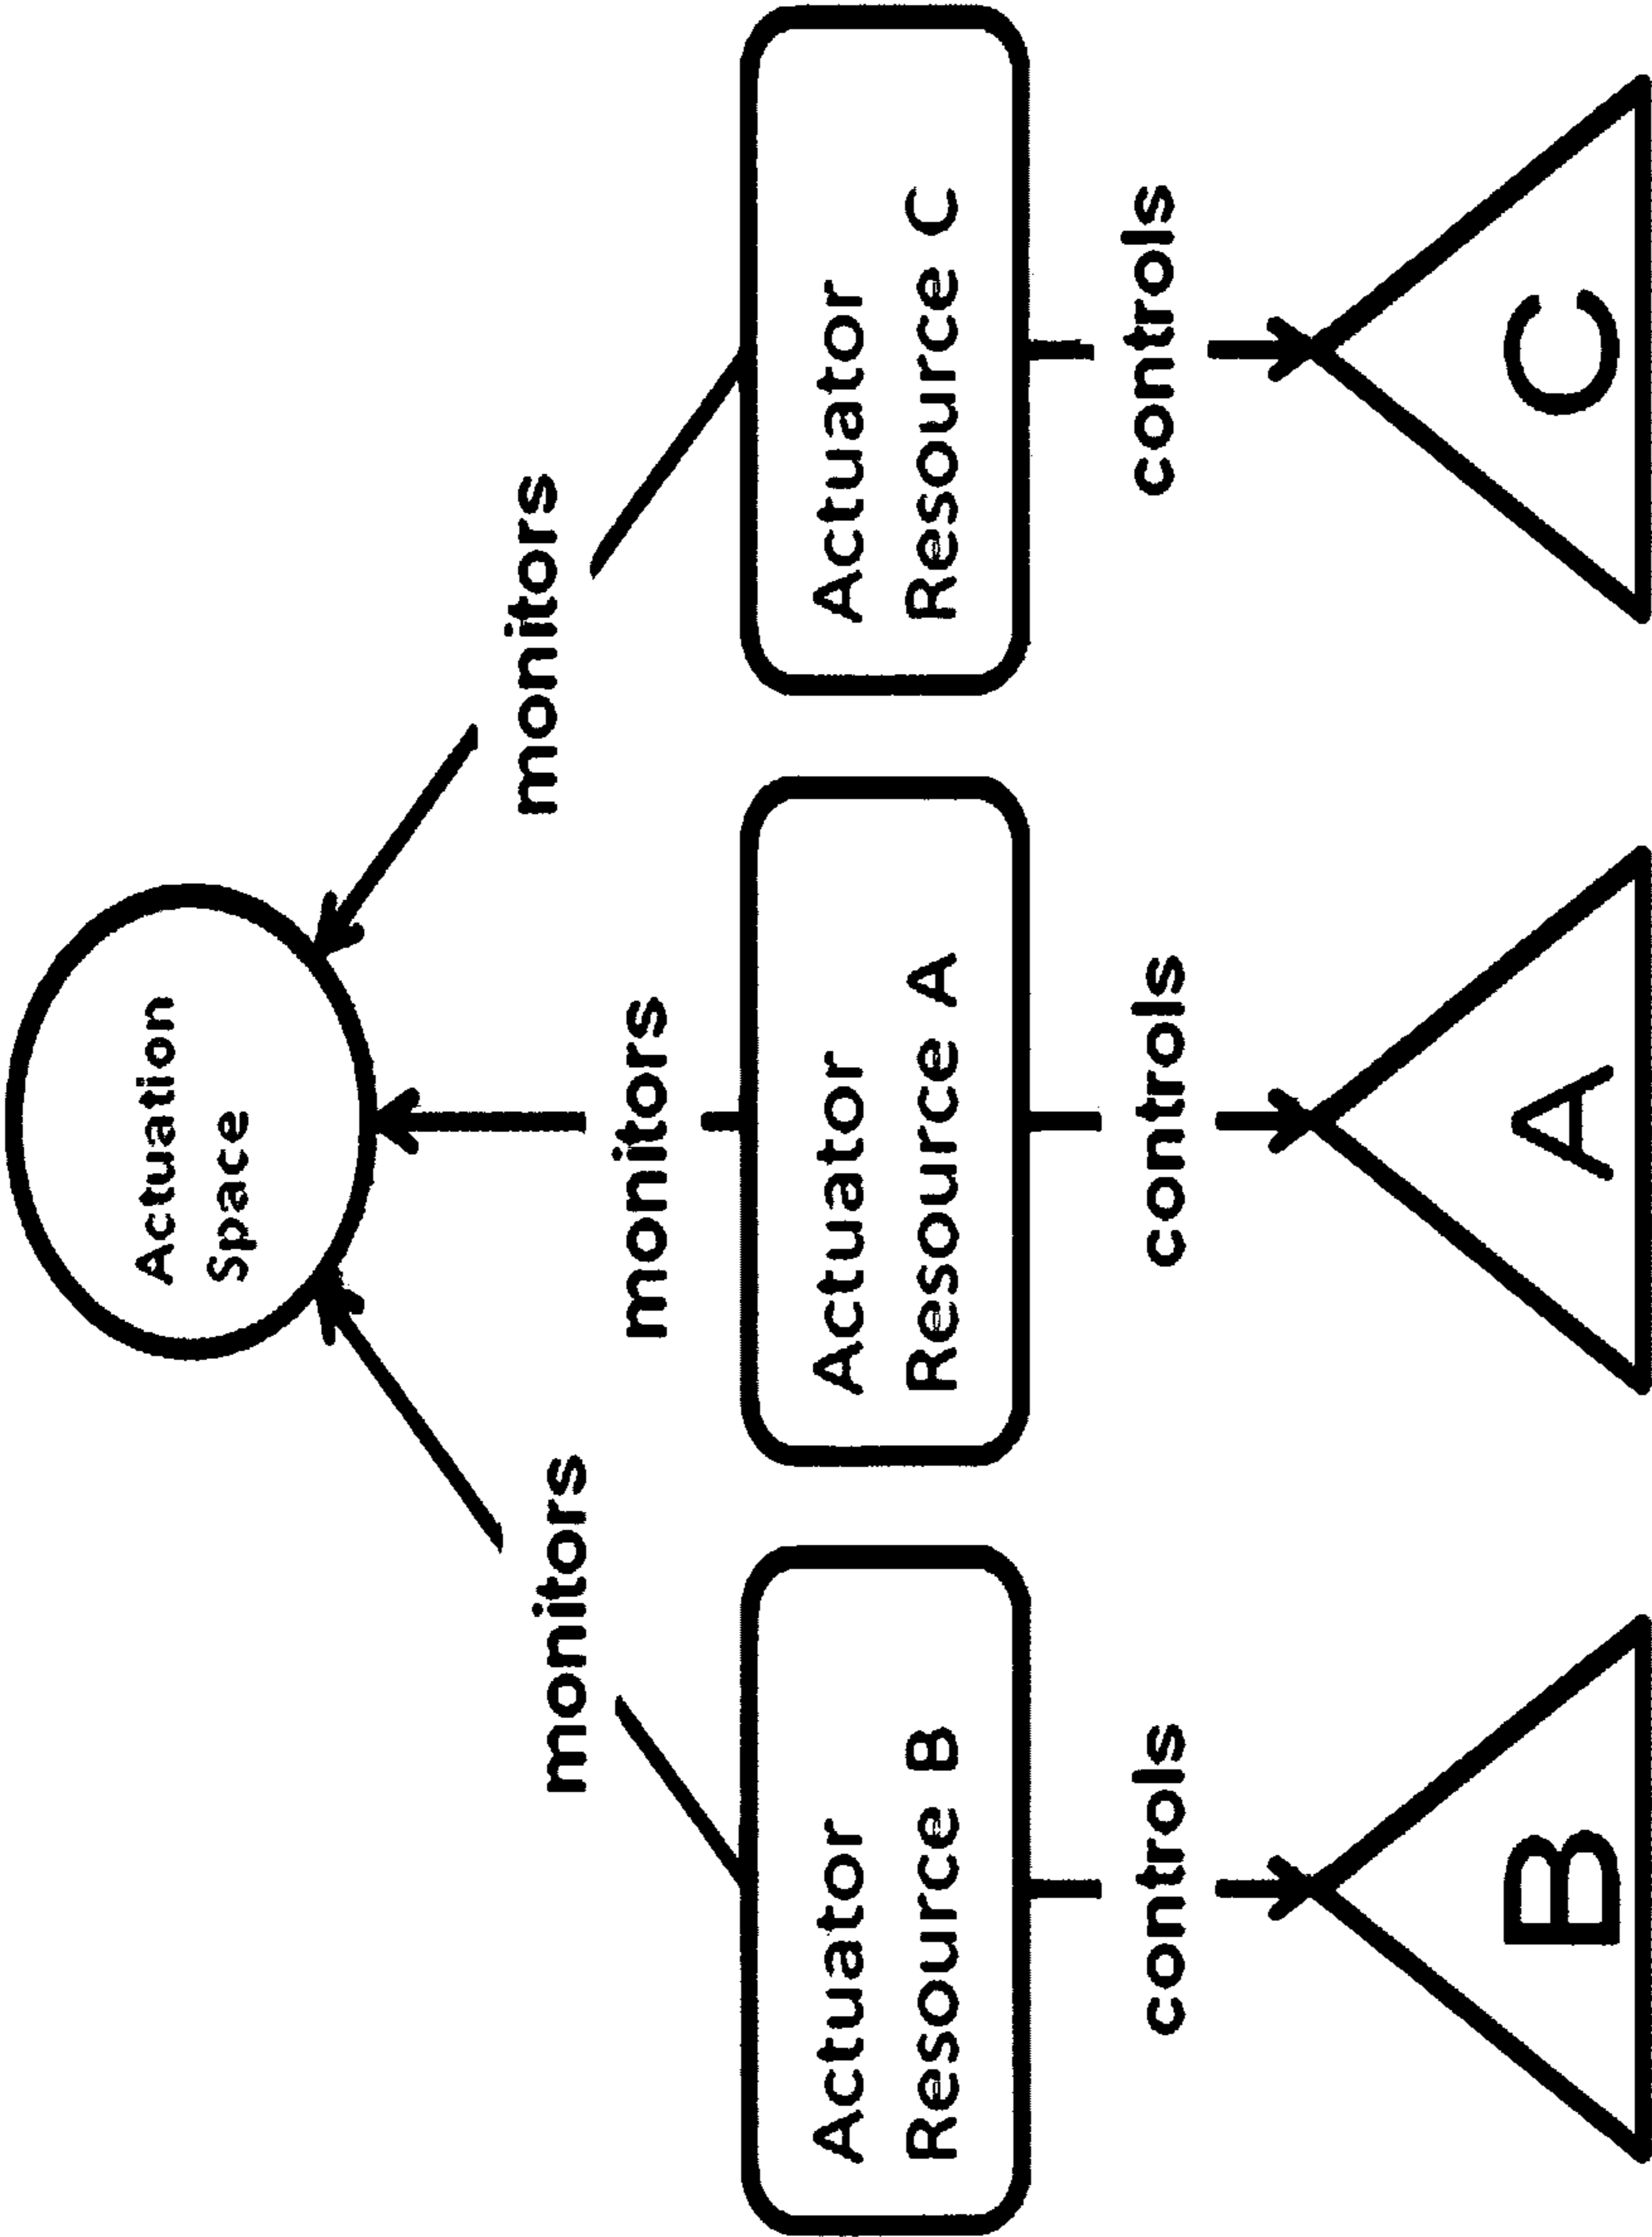 Actuation
Space
monitors
monitors
monitors
Actuator
Resource B
Actuator
Resource A
Actuator
Resource C
controls
controls
controls
B
A
C